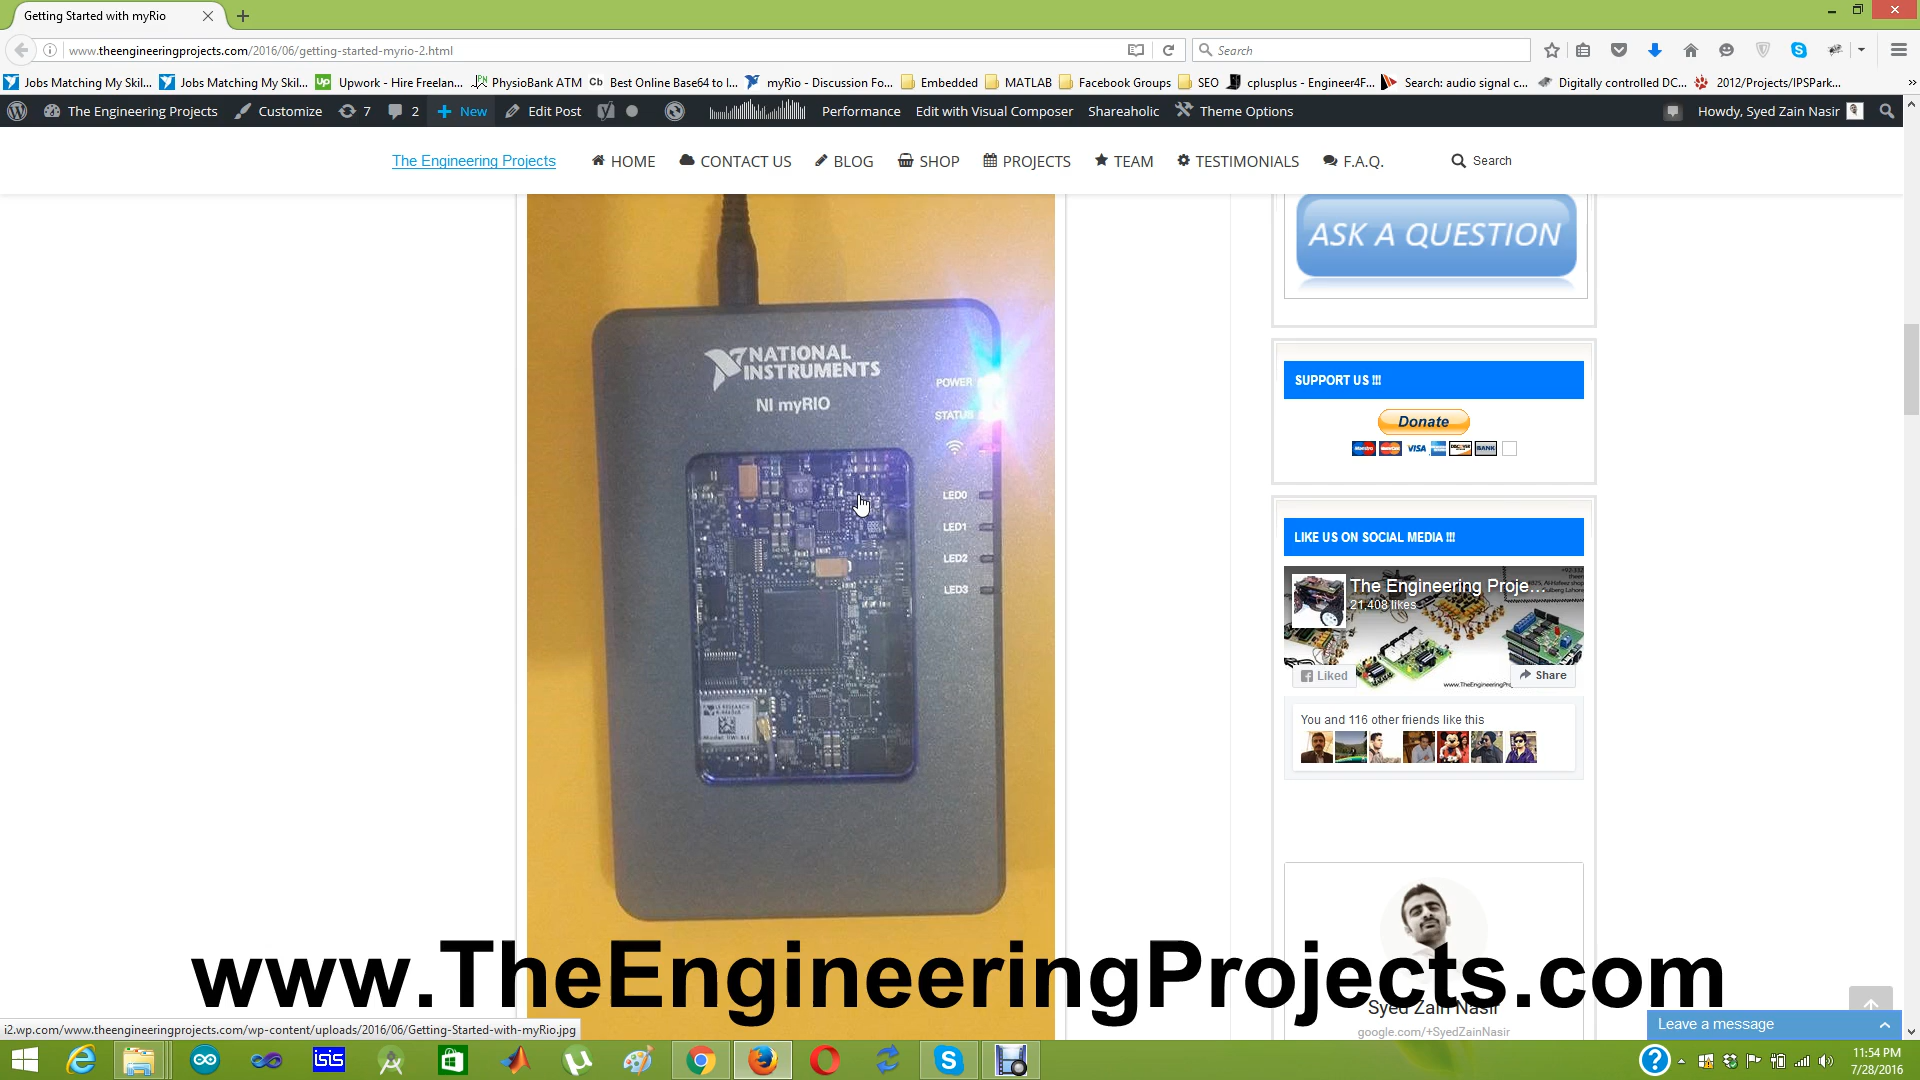 Getting Started with myRio
www.theengineeringprojects.com/2016/06/getting-started-myrio-2.html
Search
Jobs Matching My Skil...
Jobs Matching My Skil...
Up
Upwork - Hire Freelan...
PhysioBank ATM
Cb
Best Online Base64 to I...
myRio - Discussion Fo...
Embedded
MATLAB
Facebook Groups
SEO
cplusplus - Engineer4F...
Search: audio signal c...
Digitally controlled DC...
2012/Projects/IPSPark...
The Engineering Projects
Customize
7
2
New
Edit Post
Performance
Edit with Visual Composer
Shareaholic
Theme Options
Howdy, Syed Zain Nasir
The Engineering Projects
HOME
CONTACT US
BLOG
SHOP
PROJECTS
TEAM
TESTIMONIALS
F.A.Q.
Search
NATIONAL
INSTRUMENTS
NI myRIO
POWER
STATUS
LED0
LED1
LED2
LED3
ASK A QUESTION
SUPPORT US !!!
Donate
VISA
BANK
LIKE US ON SOCIAL MEDIA !!!
The Engineering Proje...
21,408 likes
Liked
Share
You and 116 other friends like this
www.TheEngineeringProjects.com
Syed Zain Nasir
google.com/+SyedZainNasir
Leave a message
i2.wp.com/www.theengineeringprojects.com/wp-content/uploads/2016/06/Getting-Started-with-myRio.jpg
isis
11:54 PM
7/28/2016